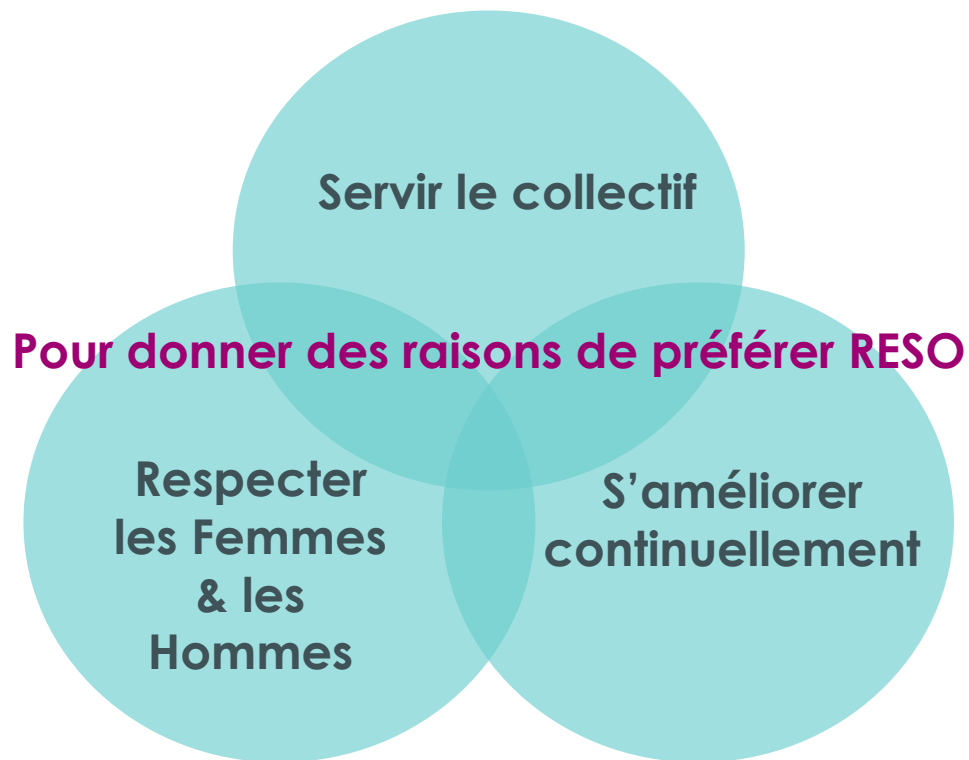 Servir le collectif
Pour donner des raisons de préférer RESO
Respecter
les Femmes
& les
Hommes
S’améliorer
continuellement